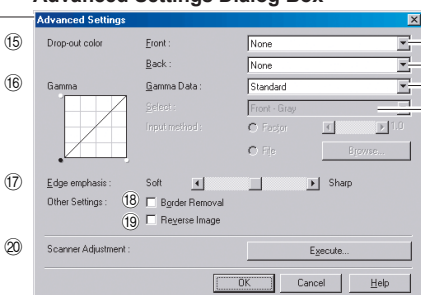 Advanced Settings Dialog Box
Advanced Settings
⑮ Drop-out color Front : None
Back : None
⑯ Gamma Gamma Data : Standard
Select : Front - Gray
Input method : Factor 1.0
File Browse...
⑰ Edge emphasis : Soft Sharp
Other Settings : ⑱ Border Removal
⑲ Reverse Image
⑳ Scanner Adjustment : Execute...
OK Cancel Help